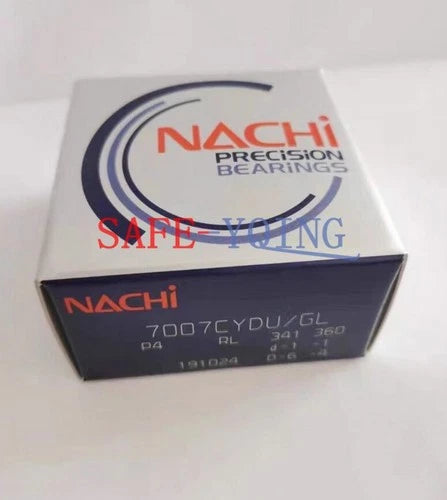 NACHi
PRECiSiON
BEARiNGS
SAFE-YQING
NACHi
7007CYDU/GL
P4 RL 341 360
d-1 -1
191024 D-6 -4